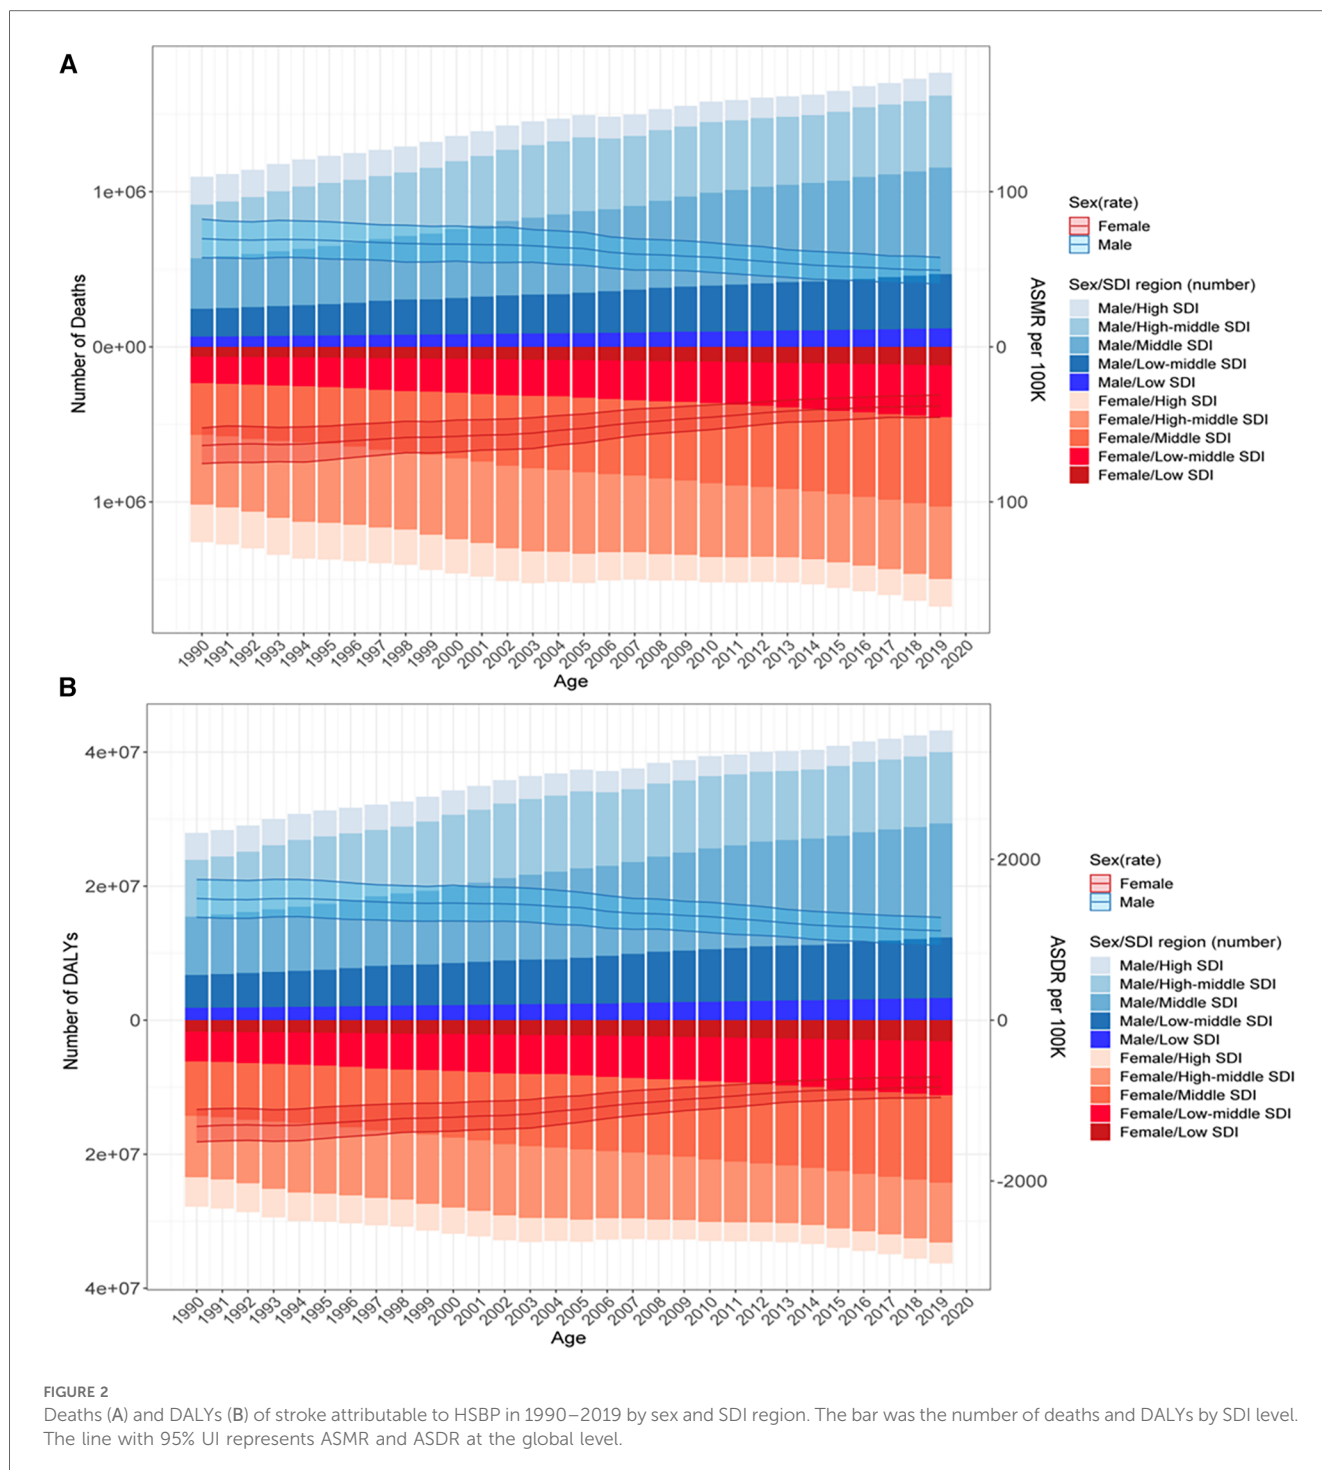 A
1e+06
0e+00
1e+06
Number of Deaths
100
0
100
ASMR per 100K
1990 1991 1992 1993 1994 1995 1996 1997 1998 1999 2000 2001 2002 2003 2004 2005 2006 2007 2008 2009 2010 2011 2012 2013 2014 2015 2016 2017 2018 2019 2020
Age
Sex(rate)
Female
Male
Sex/SDI region (number)
Male/High SDI
Male/High-middle SDI
Male/Middle SDI
Male/Low-middle SDI
Male/Low SDI
Female/High SDI
Female/High-middle SDI
Female/Middle SDI
Female/Low-middle SDI
Female/Low SDI
B
4e+07
2e+07
0
2e+07
4e+07
Number of DALYs
2000
0
-2000
ASDR per 100K
1990 1991 1992 1993 1994 1995 1996 1997 1998 1999 2000 2001 2002 2003 2004 2005 2006 2007 2008 2009 2010 2011 2012 2013 2014 2015 2016 2017 2018 2019 2020
Age
Sex(rate)
Female
Male
Sex/SDI region (number)
Male/High SDI
Male/High-middle SDI
Male/Middle SDI
Male/Low-middle SDI
Male/Low SDI
Female/High SDI
Female/High-middle SDI
Female/Middle SDI
Female/Low-middle SDI
Female/Low SDI
FIGURE 2
Deaths (A) and DALYs (B) of stroke attributable to HSBP in 1990–2019 by sex and SDI region. The bar was the number of deaths and DALYs by SDI level.
The line with 95% UI represents ASMR and ASDR at the global level.